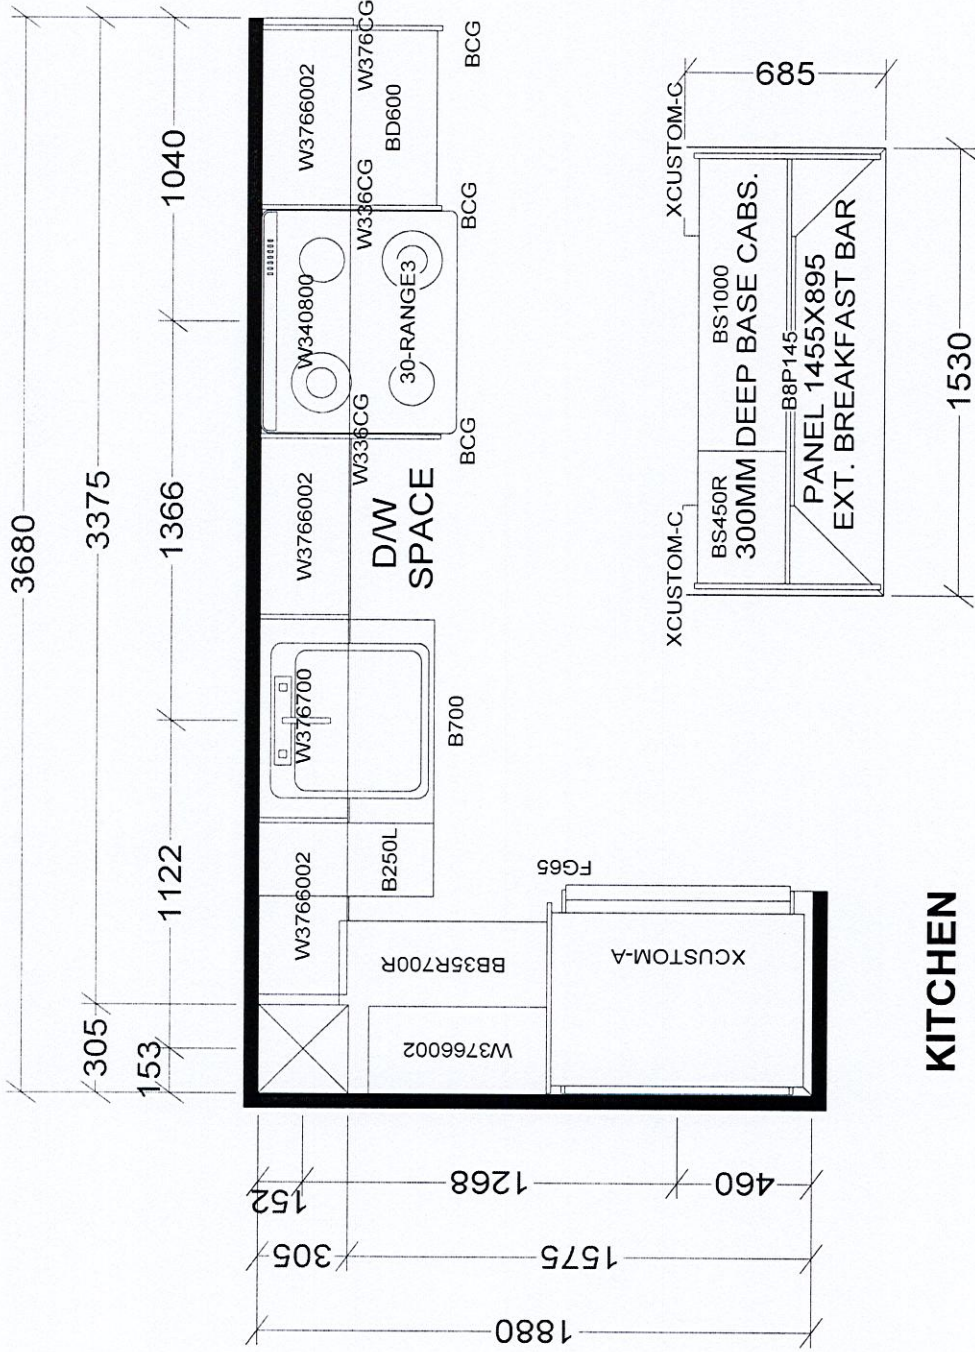 3680
305
3375
153
1122
1366
1040
W3766002
W376700
W3766002
W340800
W3766002
W376CG
W336CG
W336CG
B250L
D/W
SPACE
30-RANGE3
BD600
B700
BCG
BCG
BCG
BB35R700R
W3766002
FG65
XCUSTOM-A
152
1268
460
305
1575
1880
XCUSTOM-C
XCUSTOM-C
BS450R
BS1000
300MM DEEP BASE CABS.
B8P145
PANEL 1455X895
EXT. BREAKFAST BAR
685
1530
KITCHEN